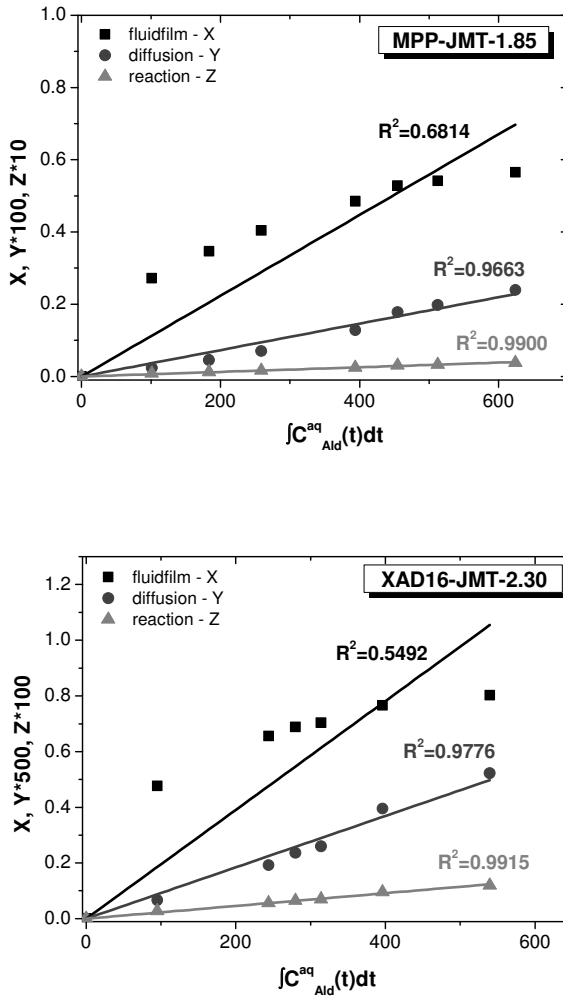 MPP-JMT-1.85
fluidfilm - X
diffusion - Y
reaction - Z
R²=0.6814
R²=0.9663
R²=0.9900
X, Y*100, Z*10
1.0
0.8
0.6
0.4
0.2
0.0
0 200 400 600
∫C^aq_Ald(t)dt
XAD16-JMT-2.30
fluidfilm - X
diffusion - Y
reaction - Z
R²=0.5492
R²=0.9776
R²=0.9915
X, Y*500, Z*100
1.2
1.0
0.8
0.6
0.4
0.2
0.0
0 200 400 600
∫C^aq_Ald(t)dt